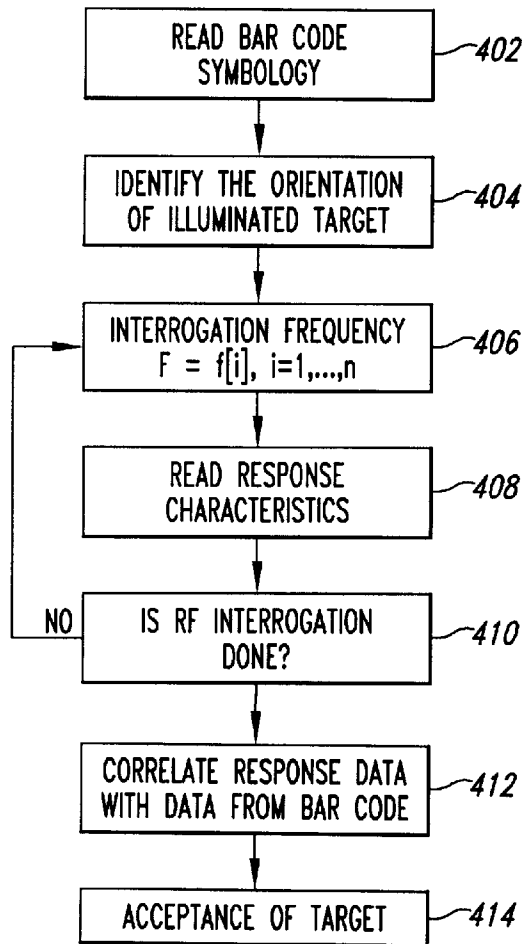 READ BAR CODE
SYMBOLOGY
402
IDENTIFY THE ORIENTATION
OF ILLUMINATED TARGET
404
INTERROGATION FREQUENCY
F = f[i], i=1,...,n
406
READ RESPONSE
CHARACTERISTICS
408
NO
IS RF INTERROGATION
DONE?
410
CORRELATE RESPONSE DATA
WITH DATA FROM BAR CODE
412
ACCEPTANCE OF TARGET
414